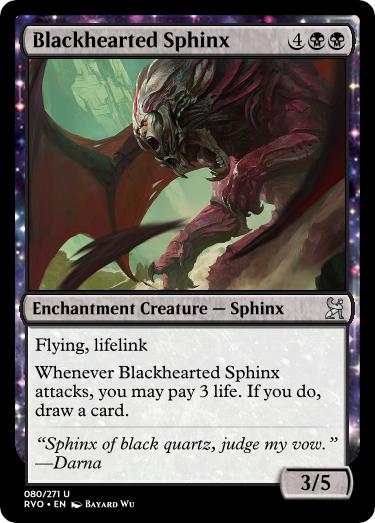 Blackhearted Sphinx 4
Enchantment Creature — Sphinx
Flying, lifelink
Whenever Blackhearted Sphinx
attacks, you may pay 3 life. If you do,
draw a card.
“Sphinx of black quartz, judge my vow.”
—Darna
3/5
080/271 U
RVO • EN Bayard Wu